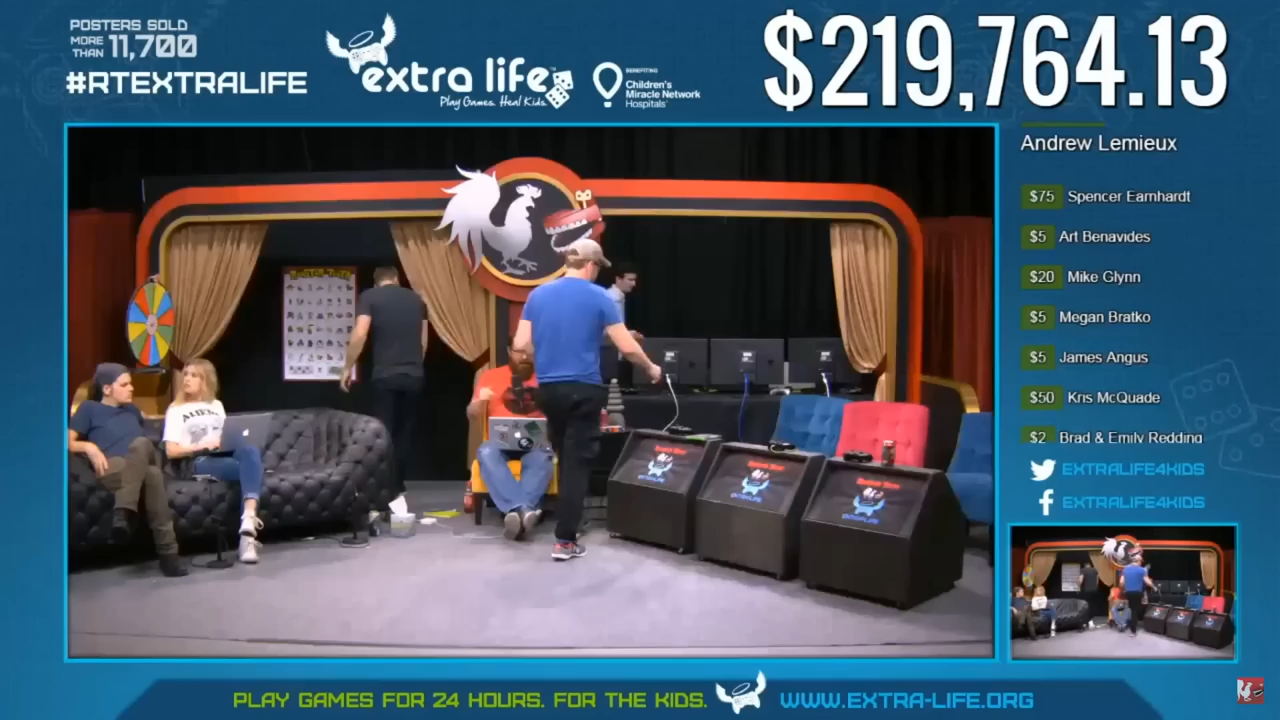 POSTERS SOLD
MORE THAN 11,700
#RTEXTRALIFE
extra life
Play Games. Heal Kids.
BENEFITING
Children's
Miracle Network
Hospitals
$219,764.13
Andrew Lemieux
$75 Spencer Earnhardt
$5 Art Benavides
$20 Mike Glynn
$5 Megan Bratko
$5 James Angus
$50 Kris McQuade
$2 Brad & Emily Redding
EXTRALIFE4KIDS
EXTRALIFE4KIDS
ALIEN
PLAY GAMES FOR 24 HOURS. FOR THE KIDS.
WWW.EXTRA-LIFE.ORG